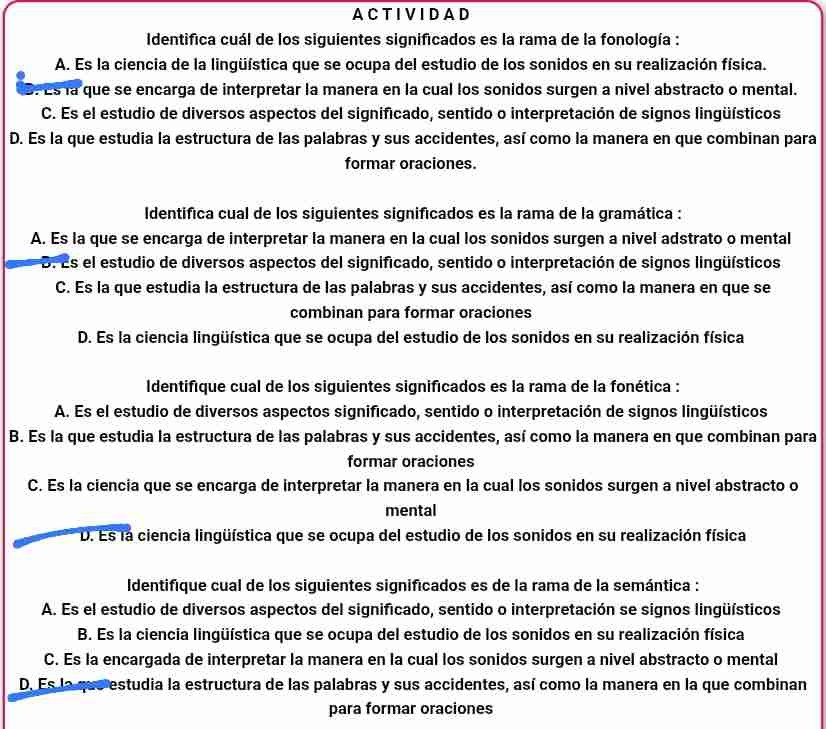 ACTIVIDAD
Identifica cuál de los siguientes significados es la rama de la fonología :
A. Es la ciencia de la lingüística que se ocupa del estudio de los sonidos en su realización física.
B. Es la que se encarga de interpretar la manera en la cual los sonidos surgen a nivel abstracto o mental.
C. Es el estudio de diversos aspectos del significado, sentido o interpretación de signos lingüísticos
D. Es la que estudia la estructura de las palabras y sus accidentes, así como la manera en que combinan para
formar oraciones.
Identifica cual de los siguientes significados es la rama de la gramática :
A. Es la que se encarga de interpretar la manera en la cual los sonidos surgen a nivel adstrato o mental
B. Es el estudio de diversos aspectos del significado, sentido o interpretación de signos lingüísticos
C. Es la que estudia la estructura de las palabras y sus accidentes, así como la manera en que se
combinan para formar oraciones
D. Es la ciencia lingüística que se ocupa del estudio de los sonidos en su realización física
Identifique cual de los siguientes significados es la rama de la fonética :
A. Es el estudio de diversos aspectos significado, sentido o interpretación de signos lingüísticos
B. Es la que estudia la estructura de las palabras y sus accidentes, así como la manera en que combinan para
formar oraciones
C. Es la ciencia que se encarga de interpretar la manera en la cual los sonidos surgen a nivel abstracto o
mental
D. Es la ciencia lingüística que se ocupa del estudio de los sonidos en su realización física
Identifique cual de los siguientes significados es de la rama de la semántica :
A. Es el estudio de diversos aspectos del significado, sentido o interpretación se signos lingüísticos
B. Es la ciencia lingüística que se ocupa del estudio de los sonidos en su realización física
C. Es la encargada de interpretar la manera en la cual los sonidos surgen a nivel abstracto o mental
D. Es la que estudia la estructura de las palabras y sus accidentes, así como la manera en la que combinan
para formar oraciones